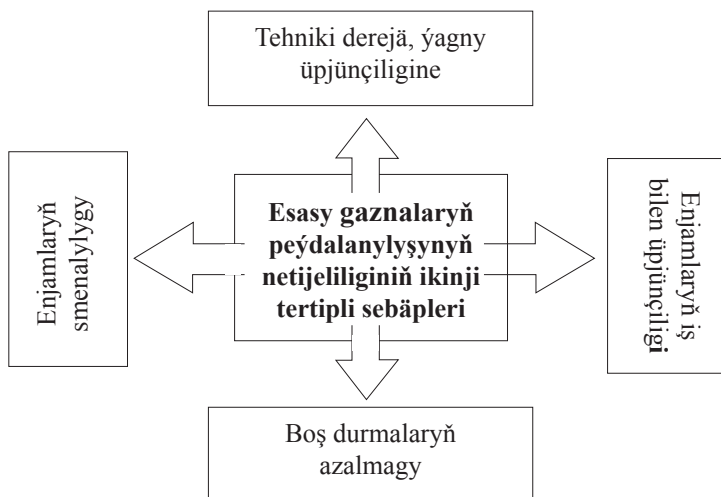 Tehniki derejä, ýagny
üpjünçiligine
Enjamlaryň
smenalylygy
Esasy gaznalaryň
peýdalanylyşynyň
netijeliliginiň ikinji
tertipli sebäpleri
Enjamlaryň iş
bilen üpjünçiligi
Boş durmalaryň
azalmagy